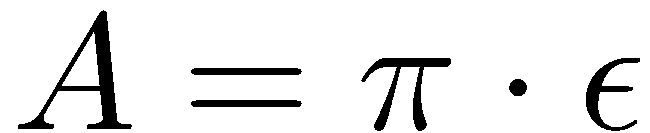 A = π · ϵ